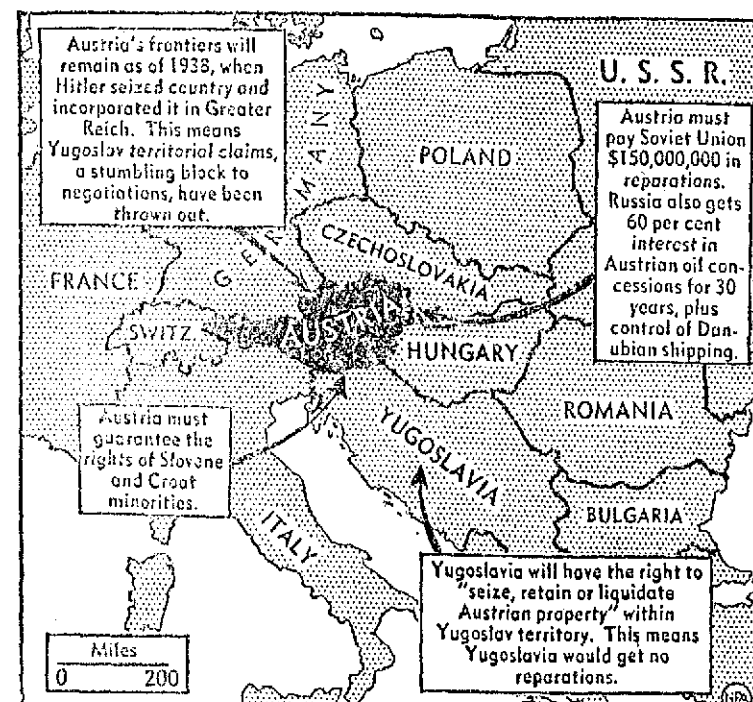 Austria's frontiers will
remain as of 1938, when
Hitler seized country and
incorporated it in Greater
Reich. This means
Yugoslav territorial claims,
a stumbling block to
negotiations, have been
thrown out.
U. S. S. R.
Austria must
pay Soviet Union
$150,000,000 in
reparations.
Russia also gets
60 per cent
interest in
Austrian oil con-
cessions for 30
years, plus
control of Dan-
ubian shipping.
GERMANY
POLAND
CZECHOSLOVAKIA
FRANCE
SWITZ.
AUSTRIA
HUNGARY
ROMANIA
YUGOSLAVIA
BULGARIA
ITALY
Austria must
guarantee the
rights of Slovene
and Croat
minorities.
Yugoslavia will have the right to
"seize, retain or liquidate
Austrian property" within
Yugoslav territory. This means
Yugoslavia would get no
reparations.
Miles
0 200